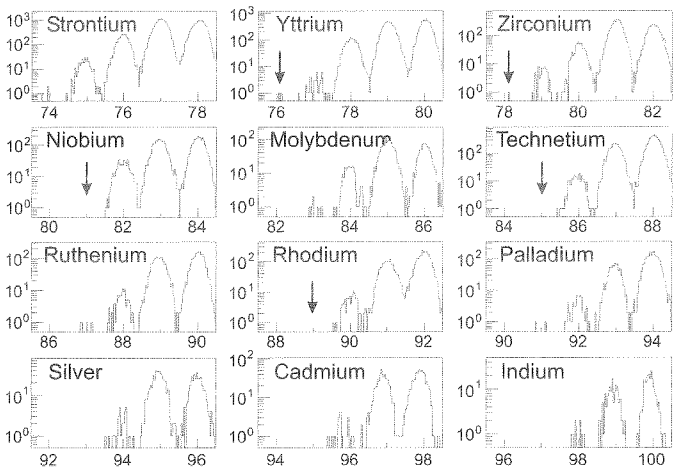 Strontium
10³
10²
10¹
10⁰
74 76 78
Yttrium
10³
10²
10¹
10⁰
76 78 80
Zirconium
10³
10²
10¹
10⁰
78 80 82
Niobium
10²
10¹
10⁰
80 82 84
Molybdenum
10²
10¹
10⁰
82 84 86
Technetium
10²
10¹
10⁰
84 86 88
Ruthenium
10²
10¹
10⁰
86 88 90
Rhodium
10²
10¹
10⁰
88 90 92
Palladium
10²
10¹
10⁰
90 92 94
Silver
10¹
10⁰
92 94 96
Cadmium
10¹
10⁰
94 96 98
Indium
10¹
10⁰
96 98 100